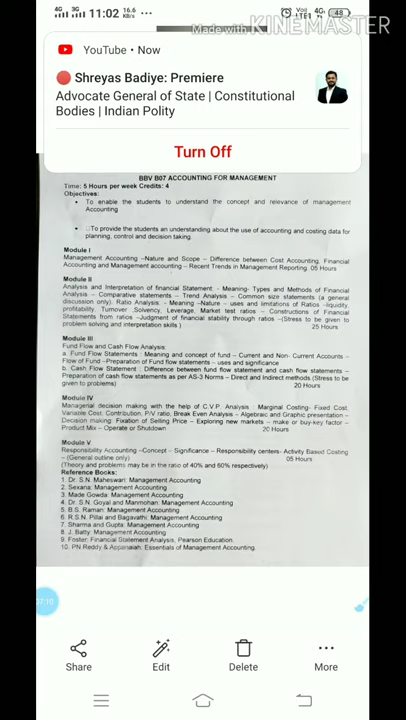 4G 3G 11:02 16.6 KB/s ... Vo)) LTE1 4G 48
Made with KINEMASTER
YouTube • Now
Shreyas Badiye: Premiere
Advocate General of State | Constitutional
Bodies | Indian Polity
Turn Off
BBV B07 ACCOUNTING FOR MANAGEMENT
Time: 5 Hours per week Credits: 4
Objectives:
• To enable the students to understand the concept and relevance of management
Accounting
• To provide the students an understanding about the use of accounting and costing data for
planning, control and decision taking.
Module I
Management Accounting –Nature and Scope – Difference between Cost Accounting, Financial
Accounting and Management accounting – Recent Trends in Management Reporting. 05 Hours
Module II
Analysis and Interpretation of financial Statement: - Meaning- Types and Methods of Financial
Analysis – Comparative statements – Trend Analysis – Common size statements (a general
discussion only). Ratio Analysis - Meaning –Nature – uses and limitations of Ratios –liquidity,
profitability, Turnover ,Solvency, Leverage, Market test ratios – Constructions of Financial
Statements from ratios –Judgment of financial stability through ratios –(Stress to be given to
problem solving and interpretation skills ) 25 Hours
Module III
Fund Flow and Cash Flow Analysis:
a. Fund Flow Statements : Meaning and concept of fund – Current and Non- Current Accounts –
Flow of Fund –Preparation of Fund flow statements – uses and significance
b. Cash Flow Statement : Difference between fund flow statement and cash flow statements –
Preparation of cash flow statements as per AS-3 Norms – Direct and Indirect methods (Stress to be
given to problems) 20 Hours
Module IV
Managerial decision making with the help of C.V.P. Analysis : Marginal Costing- Fixed Cost,
Variable Cost, Contribution, P/V ratio, Break Even Analysis – Algebraic and Graphic presentation –
Decision making: Fixation of Selling Price – Exploring new markets – make or buy-key factor –
Product Mix – Operate or Shutdown 20 Hours
Module V
Responsibility Accounting –Concept – Significance – Responsibility centers- Activity Based Costing
– (General outline only) 05 Hours
(Theory and problems may be in the ratio of 40% and 60% respectively)
Reference Books:
1. Dr. S.N. Maheswari: Management Accounting
2. Sexana: Management Accounting
3. Made Gowda: Management Accounting
4. Dr. S.N. Goyal and Manmohan: Management Accounting
5. B.S. Raman: Management Accounting
6. R.S.N. Pillai and Bagavathi: Management Accounting
7. Sharma and Gupta: Management Accounting
8. J. Batty: Management Accounting
9. Foster: Financial Statement Analysis, Pearson Education.
10. PN Reddy & Appanaiah: Essentials of Management Accounting.
07:10
Share Edit Delete More